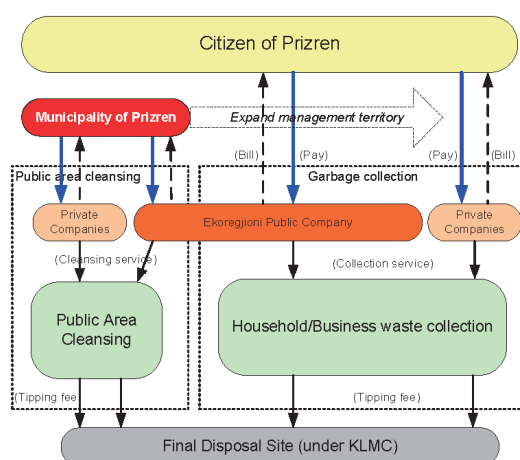 Citizen of Prizren
Municipality of Prizren
Expand management territory
(Bill)
(Pay)
(Pay)
(Bill)
Public area cleansing
Garbage collection
Private
Companies
Ekoregjioni Public Company
Private
Companies
(Cleansing service)
(Collection service)
Public Area
Cleansing
Household/Business waste collection
(Tipping fee
(Tipping fee)
Final Disposal Site (under KLMC)